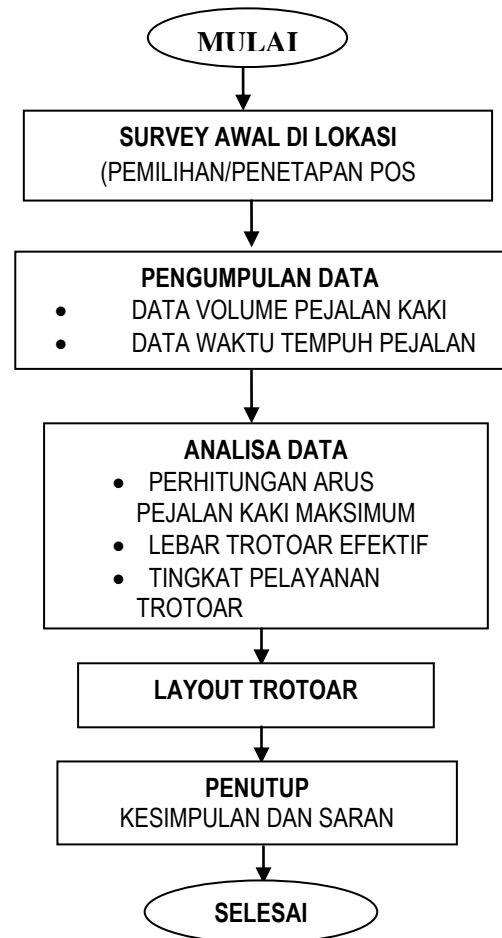 MULAI
SURVEY AWAL DI LOKASI
(PEMILIHAN/PENETAPAN POS
PENGUMPULAN DATA
• DATA VOLUME PEJALAN KAKI
• DATA WAKTU TEMPUH PEJALAN
ANALISA DATA
• PERHITUNGAN ARUS
PEJALAN KAKI MAKSIMUM
• LEBAR TROTOAR EFEKTIF
• TINGKAT PELAYANAN
TROTOAR
LAYOUT TROTOAR
PENUTUP
KESIMPULAN DAN SARAN
SELESAI